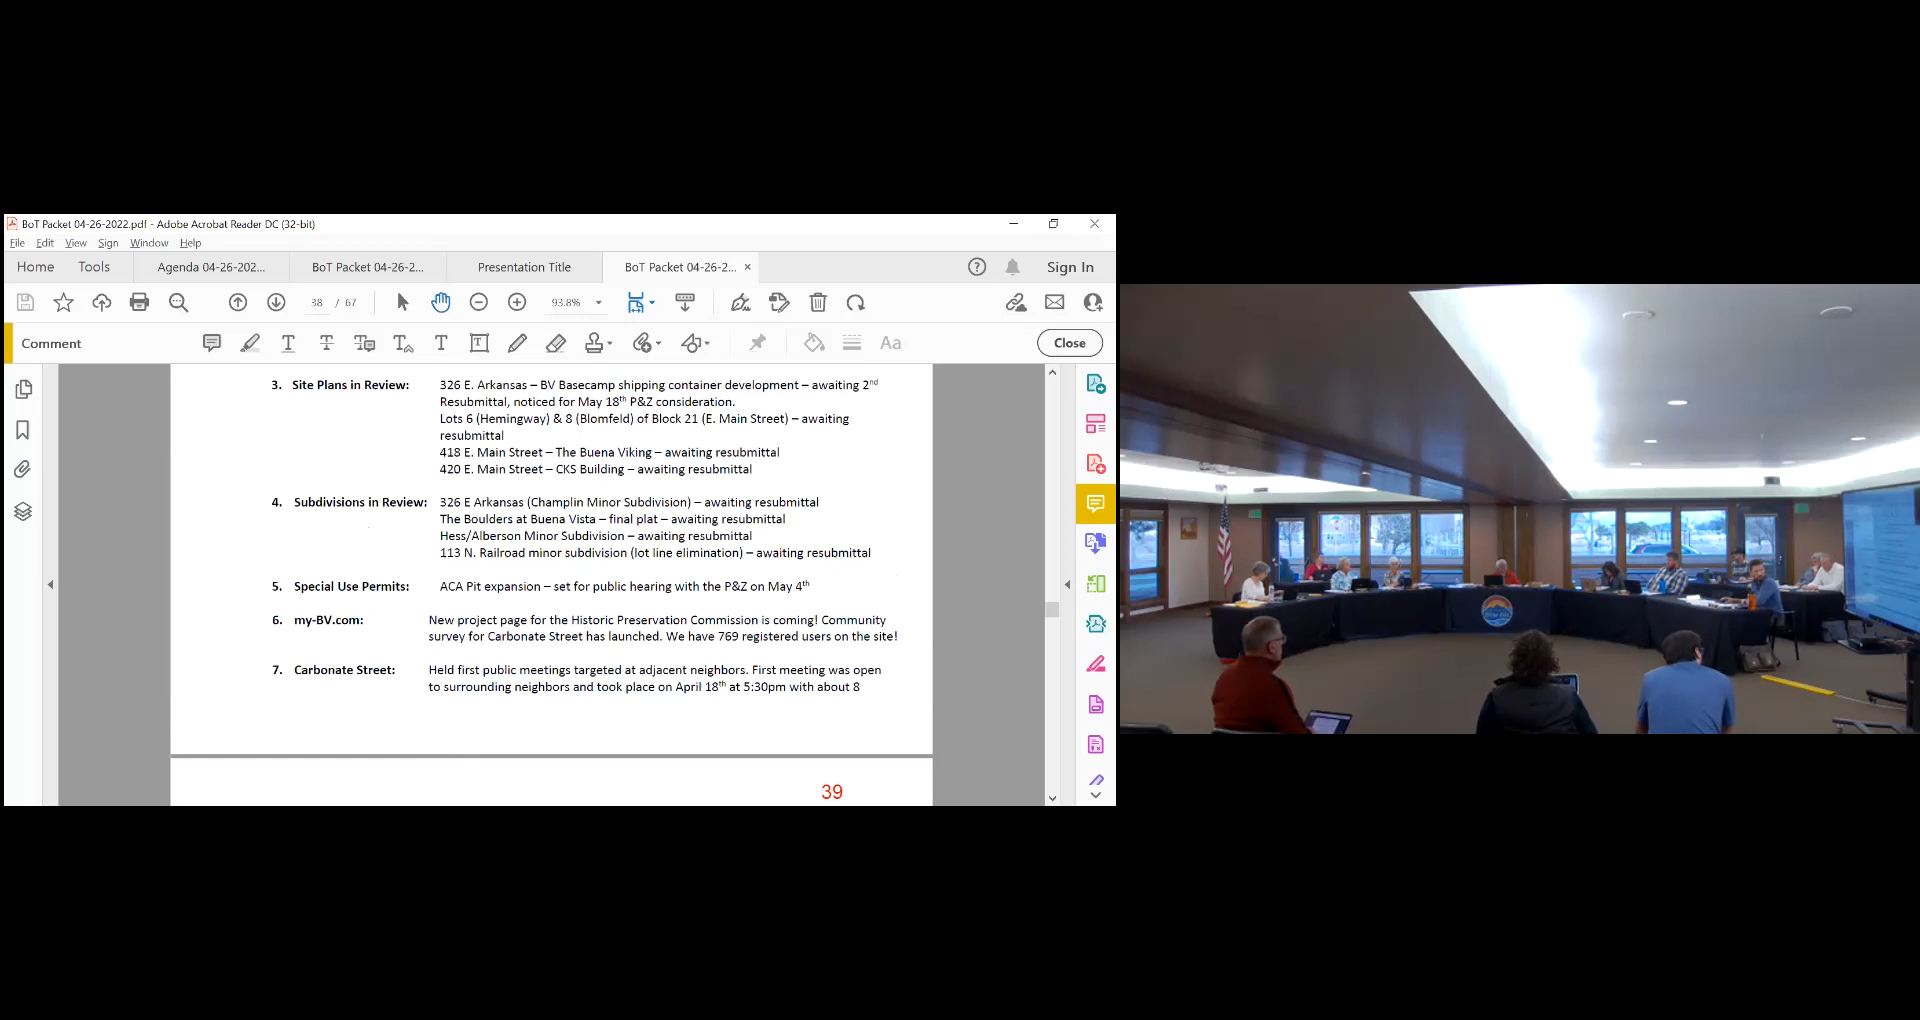 BoT Packet 04-26-2022.pdf - Adobe Acrobat Reader DC (32-bit)
File Edit View Sign Window Help
Home Tools Agenda 04-26-202... BoT Packet 04-26-2... Presentation Title BoT Packet 04-26-2... × Sign In
38 / 67 93.8%
Comment Aa Close
3. Site Plans in Review: 326 E. Arkansas – BV Basecamp shipping container development – awaiting 2nd
Resubmittal, noticed for May 18th P&Z consideration.
Lots 6 (Hemingway) & 8 (Blomfeld) of Block 21 (E. Main Street) – awaiting
resubmittal
418 E. Main Street – The Buena Viking – awaiting resubmittal
420 E. Main Street – CKS Building – awaiting resubmittal
4. Subdivisions in Review: 326 E Arkansas (Champlin Minor Subdivision) – awaiting resubmittal
The Boulders at Buena Vista – final plat – awaiting resubmittal
Hess/Alberson Minor Subdivision – awaiting resubmittal
113 N. Railroad minor subdivision (lot line elimination) – awaiting resubmittal
5. Special Use Permits: ACA Pit expansion – set for public hearing with the P&Z on May 4th
6. my-BV.com: New project page for the Historic Preservation Commission is coming! Community
survey for Carbonate Street has launched. We have 769 registered users on the site!
7. Carbonate Street: Held first public meetings targeted at adjacent neighbors. First meeting was open
to surrounding neighbors and took place on April 18th at 5:30pm with about 8
39